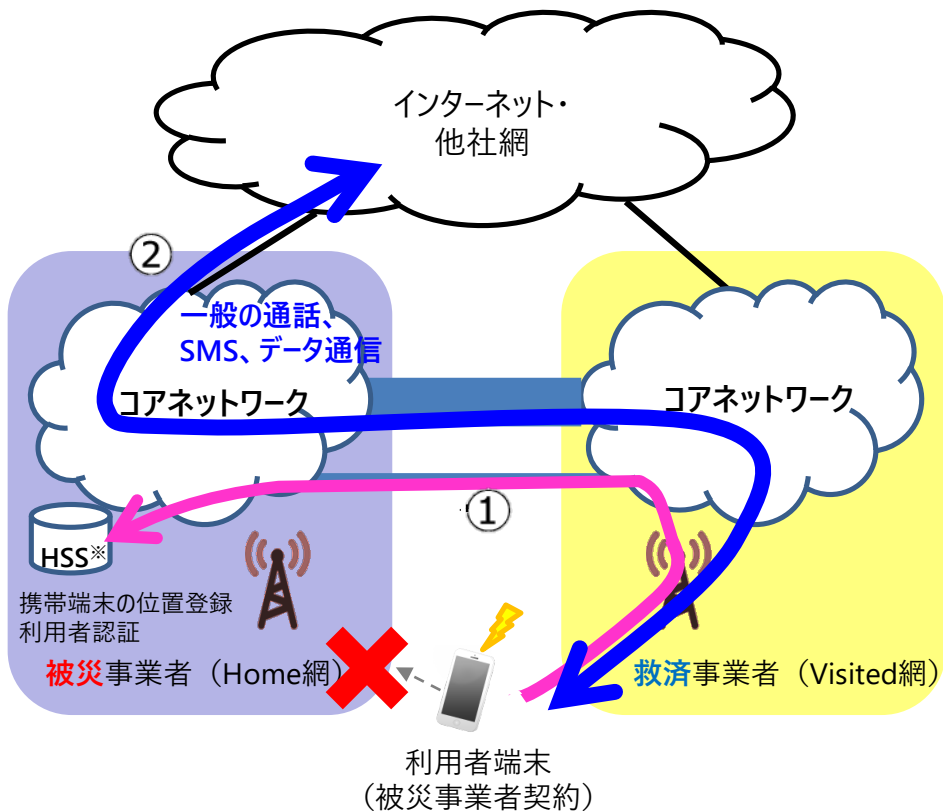 インターネット・
他社網
②
一般の通話、
SMS、データ通信
コアネットワーク
コアネットワーク
①
HSS※
携帯端末の位置登録
利用者認証
被災事業者（Home網）
救済事業者（Visited網）
利用者端末
（被災事業者契約）